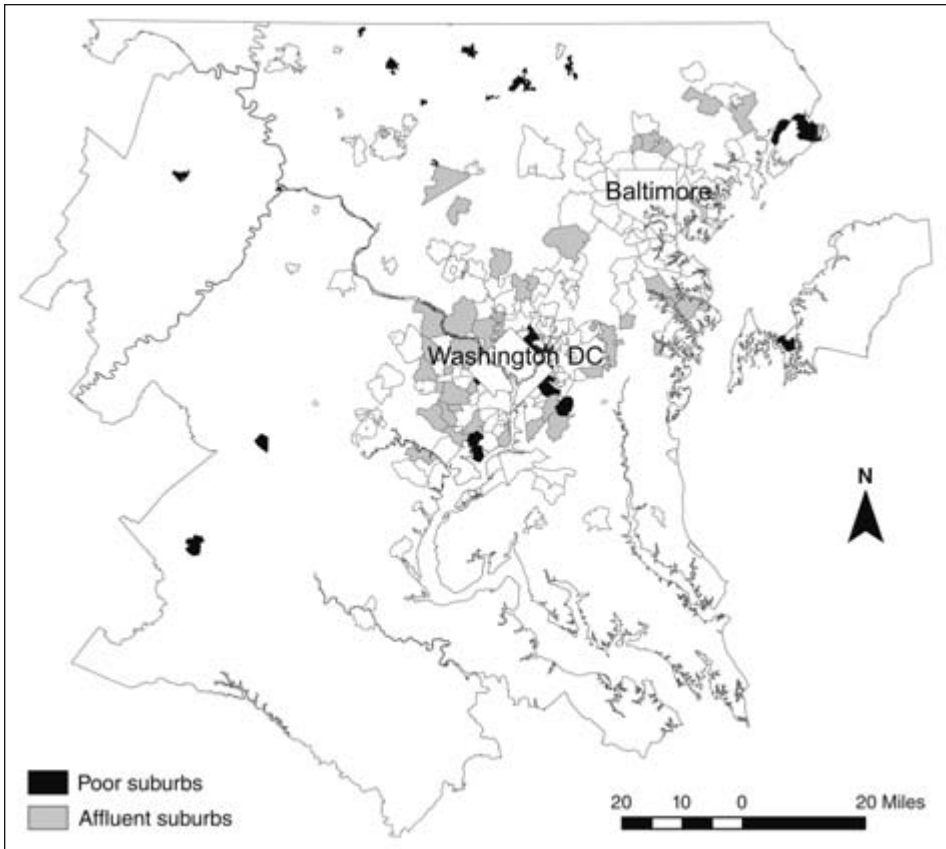 Baltimore
Washington DC
N
Poor suburbs
Affluent suburbs
20 10 0 20 Miles